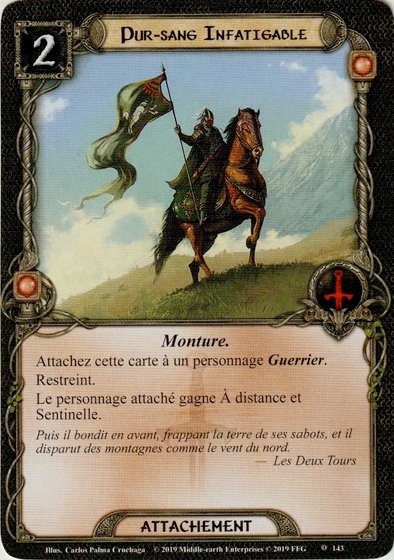 2
Pur-sang Infatigable
Monture.
Attachez cette carte à un personnage Guerrier.
Restreint.
Le personnage attaché gagne À distance et
Sentinelle.
Puis il bondit en avant, frappant la terre de ses sabots, et il
disparut des montagnes comme le vent du nord.
— Les Deux Tours
ATTACHEMENT
Illus. Carlos Palma Cruchaga © 2019 Middle-earth Enterprises © 2019 FFG 143